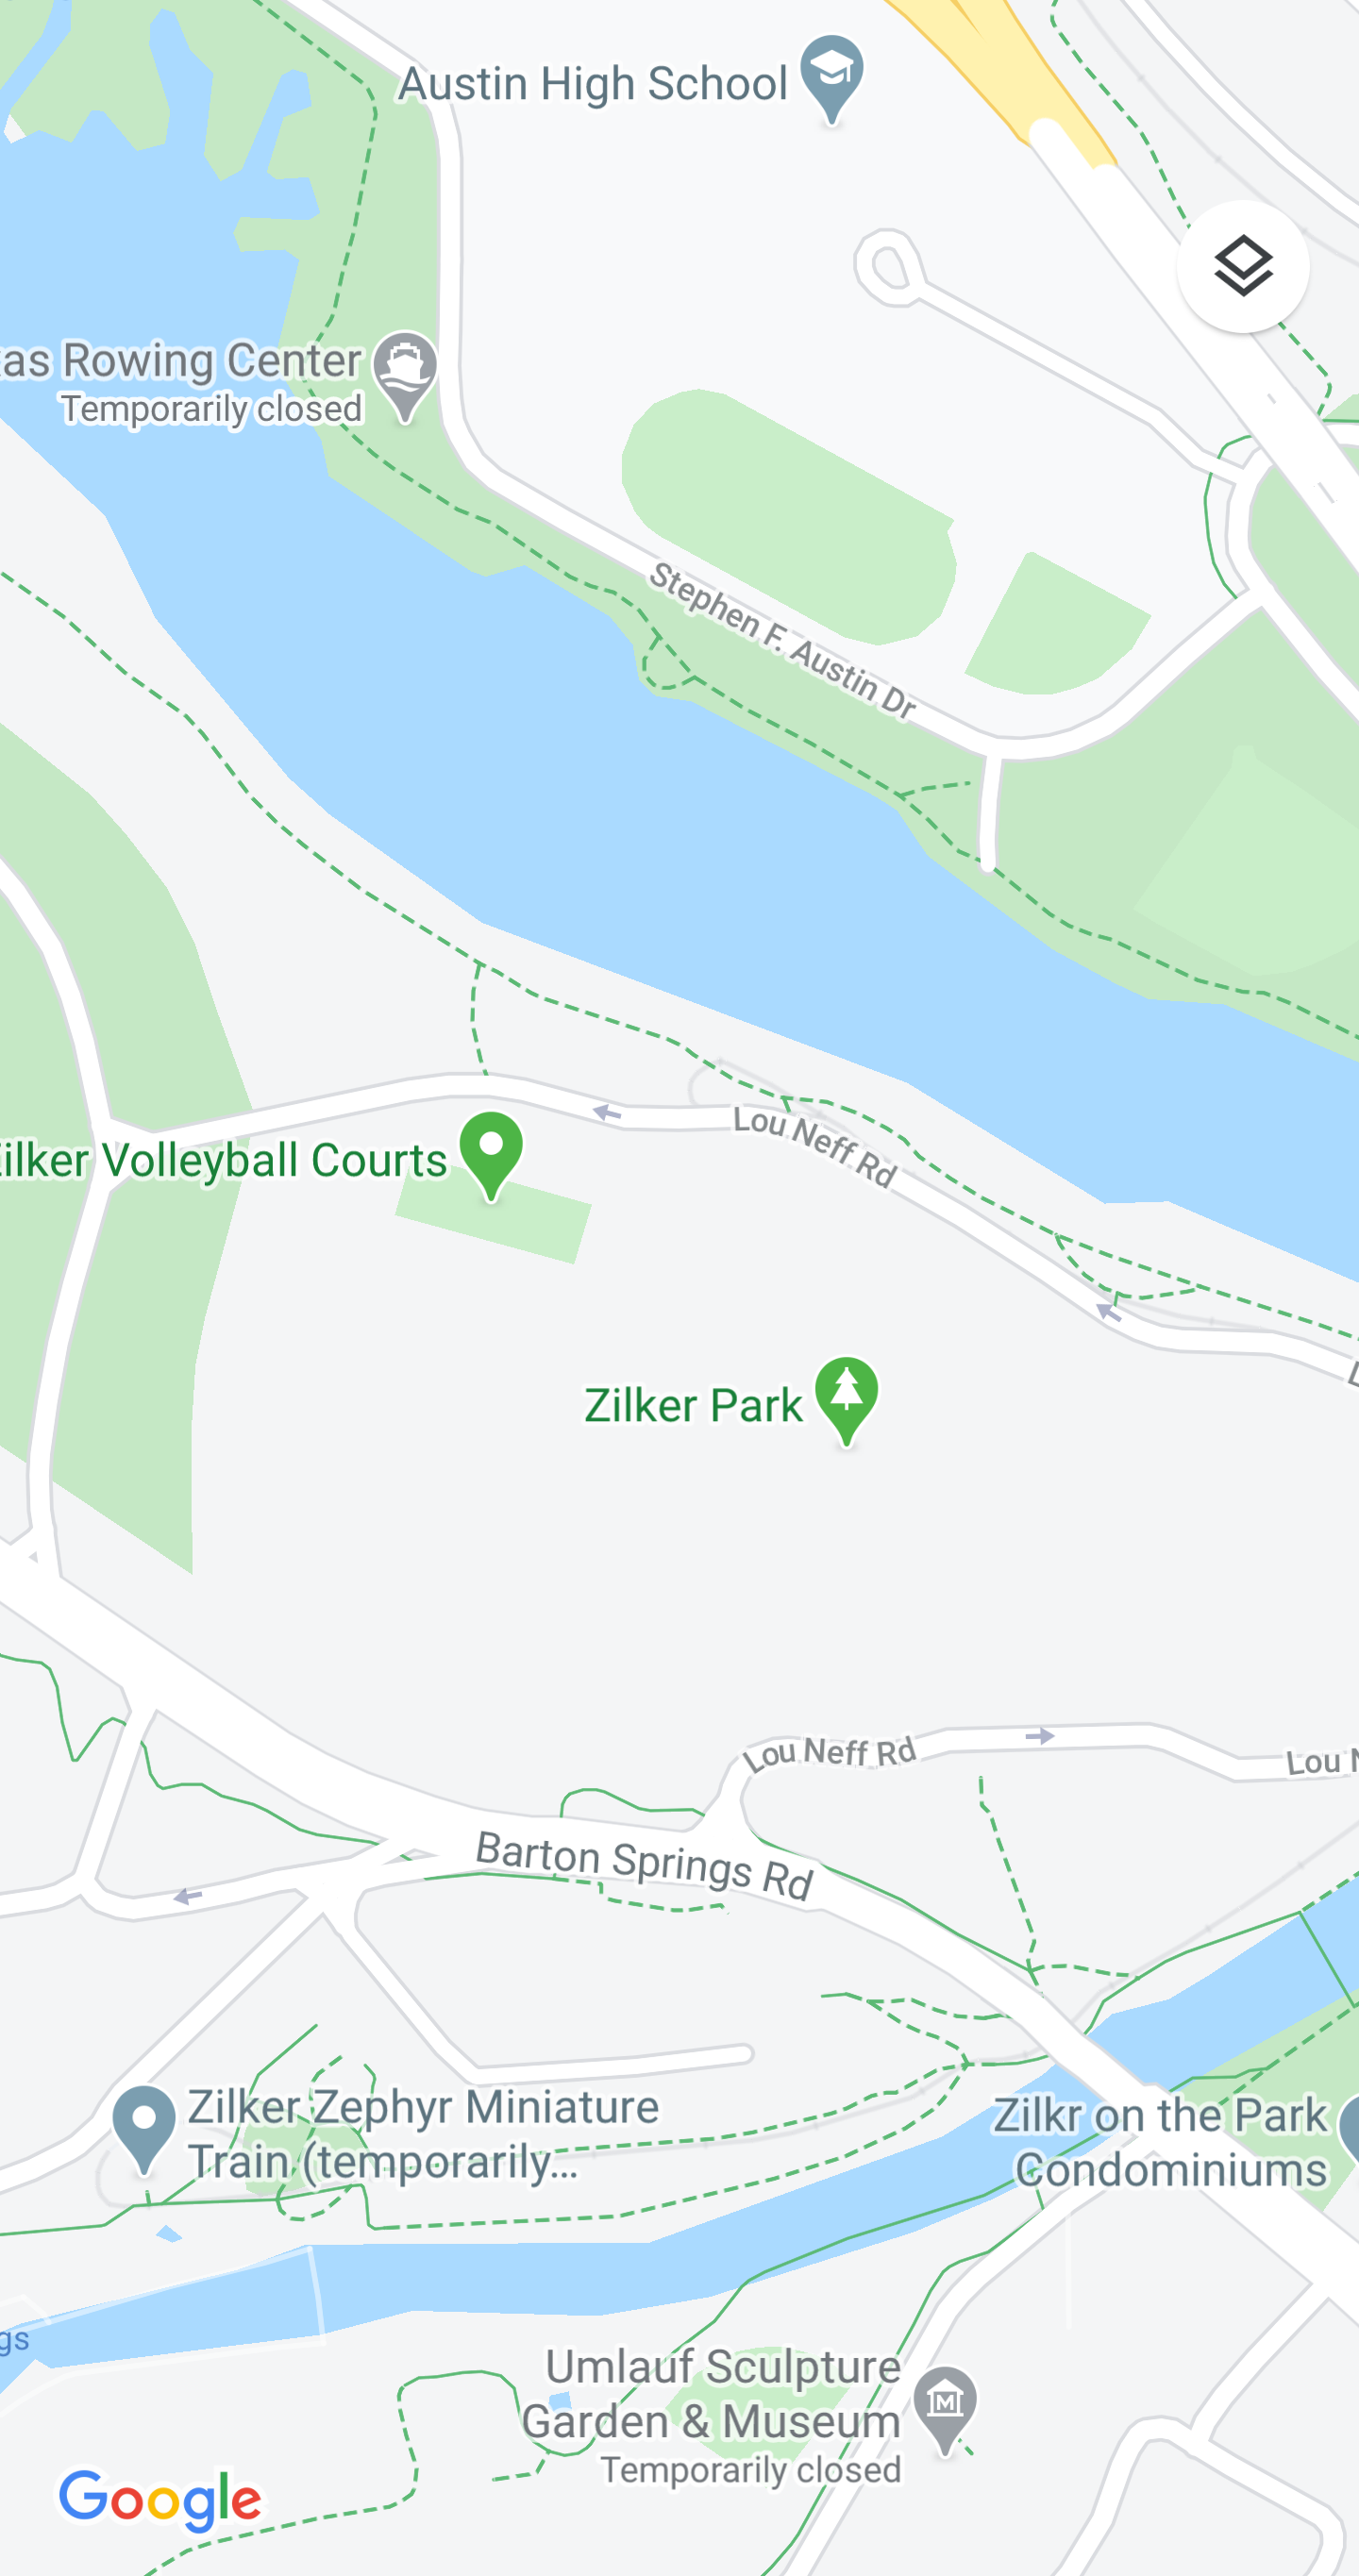 Austin High School
as Rowing Center
Temporarily closed
Stephen F. Austin Dr
Lou Neff Rd
ilker Volleyball Courts
Zilker Park
L
Lou Neff Rd
Lou N
Barton Springs Rd
Zilker Zephyr Miniature
Train (temporarily...
Zilkr on the Park
Condominiums
gs
Umlauf Sculpture
Garden & Museum
Temporarily closed
M
Google